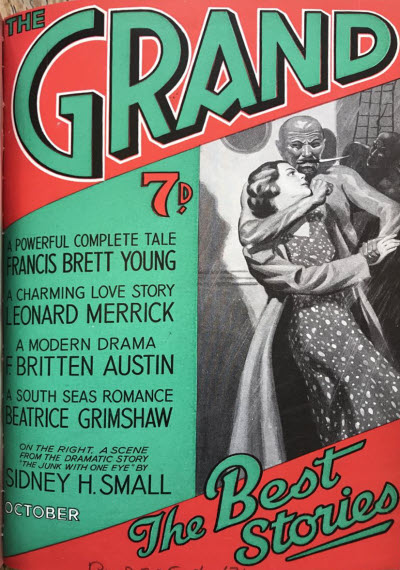 THE
GRAND
7D.
A POWERFUL COMPLETE TALE
FRANCIS BRETT YOUNG
A CHARMING LOVE STORY
LEONARD MERRICK
A MODERN DRAMA
F BRITTEN AUSTIN
A SOUTH SEAS ROMANCE
BEATRICE GRIMSHAW
ON THE RIGHT, A SCENE
FROM THE DRAMATIC STORY
"THE JUNK WITH ONE EYE" BY
SIDNEY H. SMALL
OCTOBER
The Best
Stories